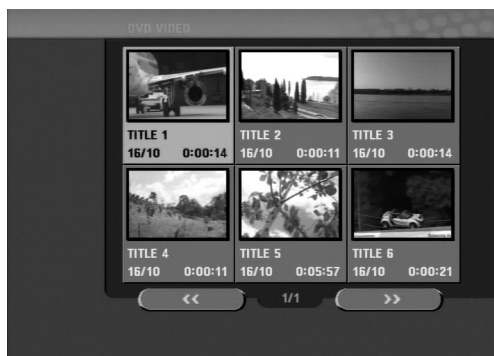 DVD VIDEO
TITLE 1
16/10 0:00:14
TITLE 2
16/10 0:00:11
TITLE 3
16/10 0:00:14
TITLE 4
16/10 0:00:11
TITLE 5
16/10 0:05:57
TITLE 6
16/10 0:00:21
<< 1/1 >>